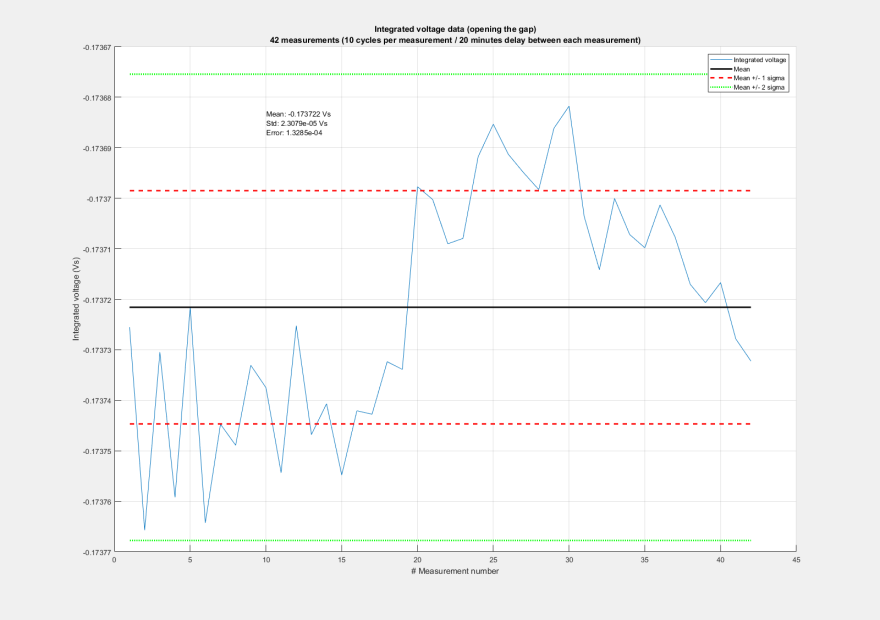 Integrated voltage data (opening the gap)
42 measurements (10 cycles per measurement / 20 minutes delay between each measurement)
Integrated voltage
Mean
Mean +/- 1 sigma
Mean +/- 2 sigma
Mean: -0.173722 Vs
Std: 2.3079e-05 Vs
Error: 1.3285e-04
Integrated voltage (Vs)
-0.17367
-0.17368
-0.17369
-0.1737
-0.17371
-0.17372
-0.17373
-0.17374
-0.17375
-0.17376
-0.17377
0 5 10 15 20 25 30 35 40 45
# Measurement number